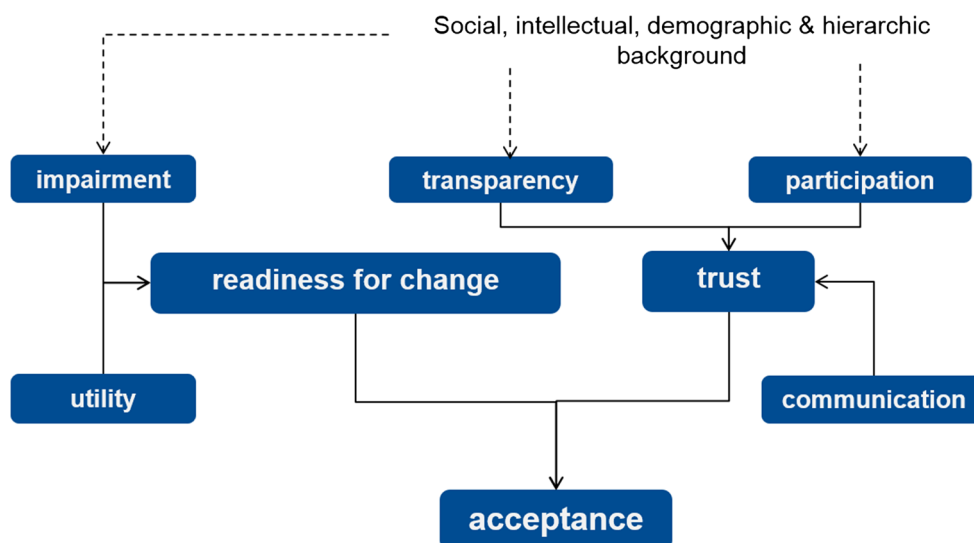 Social, intellectual, demographic & hierarchic
background
impairment
transparency
participation
readiness for change
trust
utility
communication
acceptance